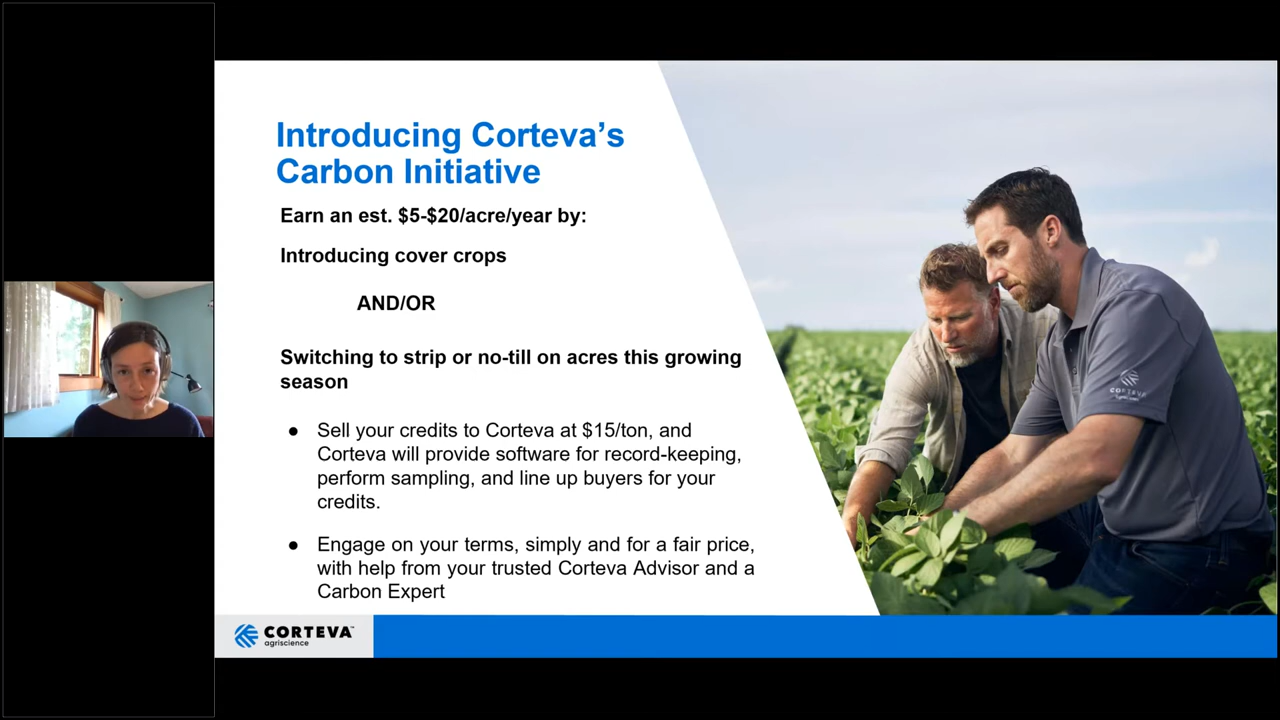 Introducing Corteva’s
Carbon Initiative
Earn an est. $5-$20/acre/year by:
Introducing cover crops
AND/OR
Switching to strip or no-till on acres this growing
season
● Sell your credits to Corteva at $15/ton, and
Corteva will provide software for record-keeping,
perform sampling, and line up buyers for your
credits.
● Engage on your terms, simply and for a fair price,
with help from your trusted Corteva Advisor and a
Carbon Expert
CORTEVA™
agriscience
CORTEVA